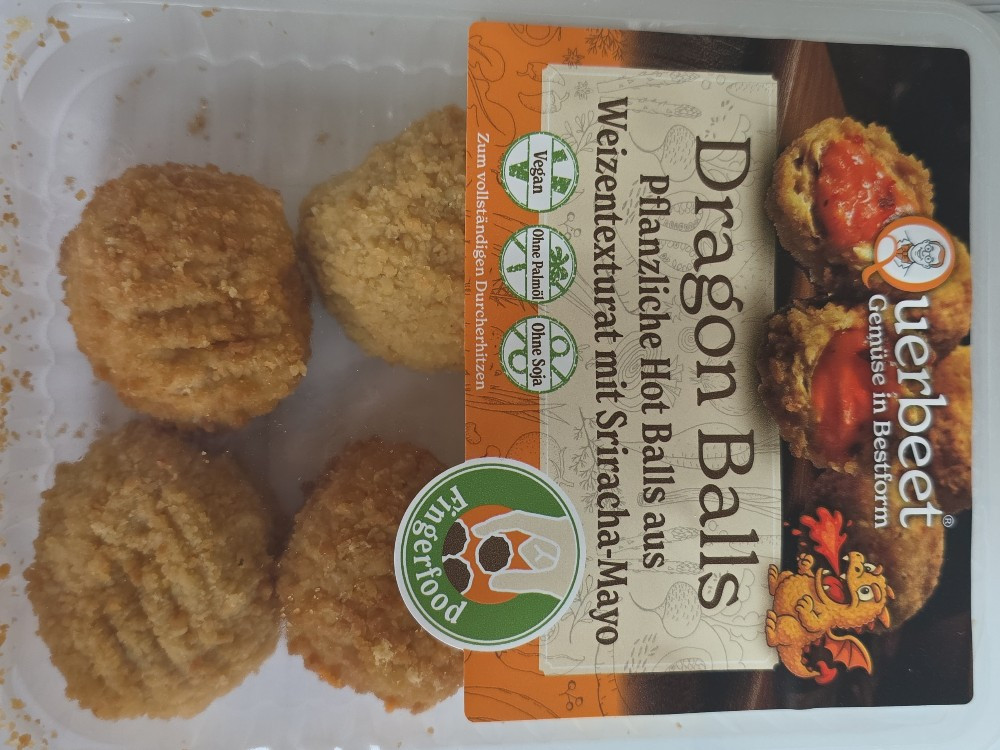 Querbeet®
Gemüse in Bestform
Dragon Balls
Pflanzliche Hot Balls aus
Weizentexturat mit Sriracha-Mayo
Vegan
Ohne Palmöl
Ohne Soja
Zum vollständigen Durcherhitzen
Fingerfood